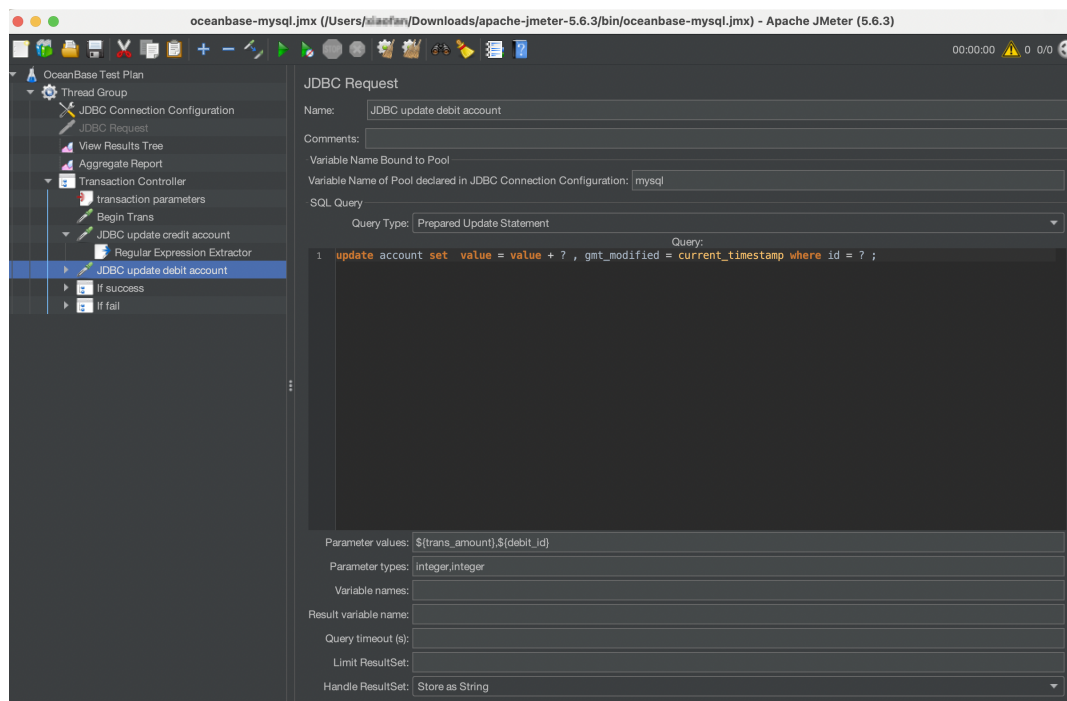 oceanbase-mysql.jmx (/Users/ /Downloads/apache-jmeter-5.6.3/bin/oceanbase-mysql.jmx) - Apache JMeter (5.6.3)
00:00:00 0 0/0
OceanBase Test Plan
Thread Group
JDBC Connection Configuration
JDBC Request
View Results Tree
Aggregate Report
Transaction Controller
transaction parameters
Begin Trans
JDBC update credit account
Regular Expression Extractor
JDBC update debit account
If success
If fail
JDBC Request
Name: JDBC update debit account
Comments:
Variable Name Bound to Pool
Variable Name of Pool declared in JDBC Connection Configuration: mysql
SQL Query
Query Type: Prepared Update Statement
Query:
1 update account set  value = value + ? , gmt_modified = current_timestamp where id = ? ;
Parameter values: ${trans_amount},${debit_id}
Parameter types: integer,integer
Variable names:
Result variable name:
Query timeout (s):
Limit ResultSet:
Handle ResultSet: Store as String